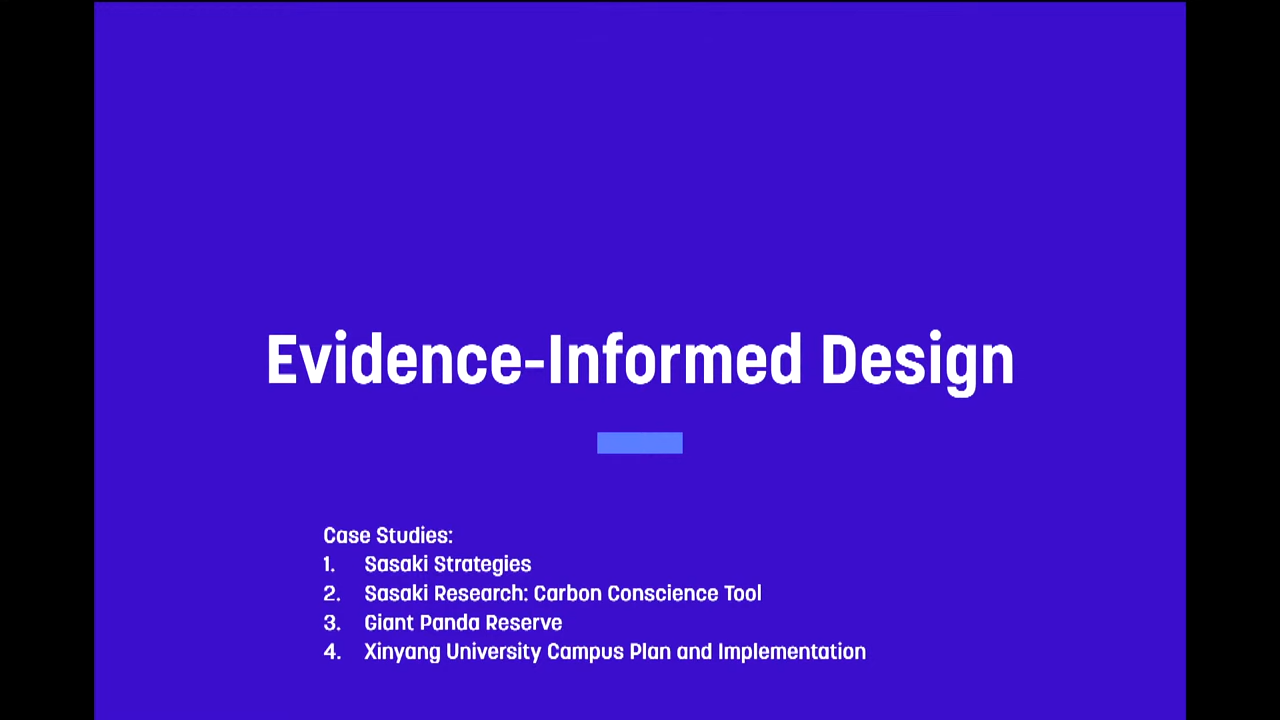 Evidence-Informed Design
Case Studies:
1. Sasaki Strategies
2. Sasaki Research: Carbon Conscience Tool
3. Giant Panda Reserve
4. Xinyang University Campus Plan and Implementation